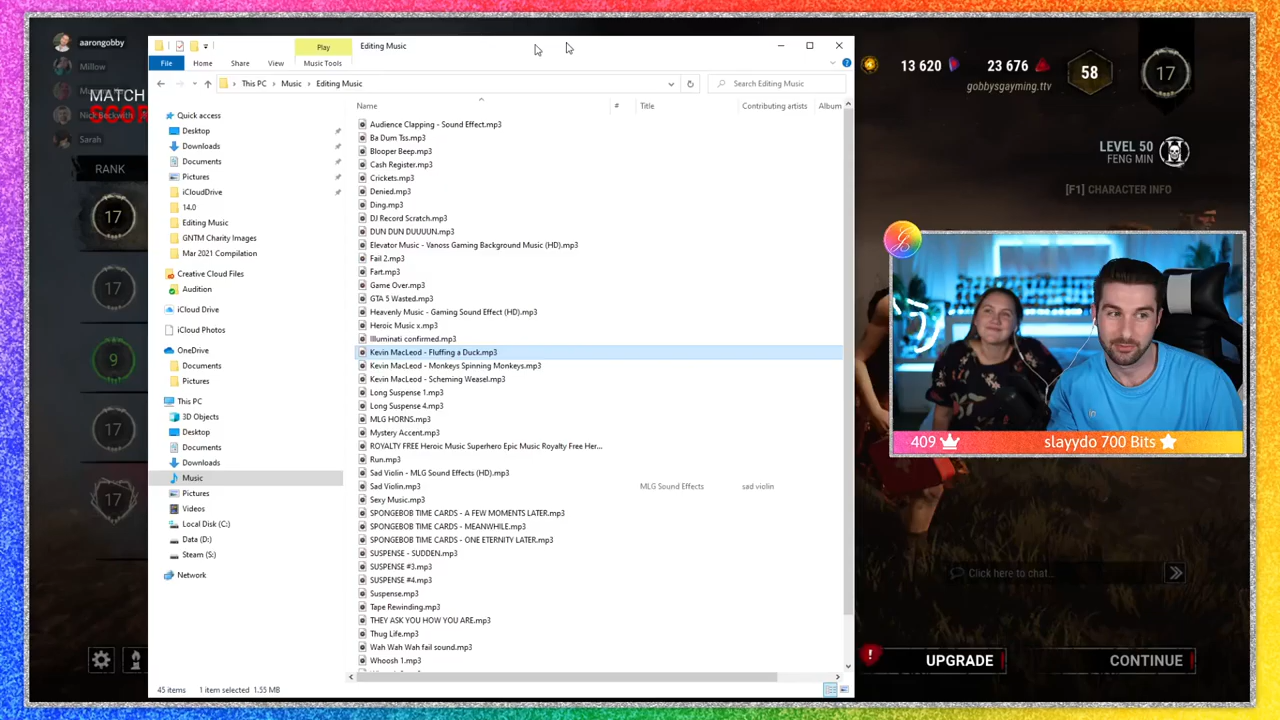 aarongobby
Millow
Nick Beckwith
Sarah
MATCH
RANK
17
17
9
17
17
Play
Editing Music
File
Home
Share
View
Music Tools
This PC
Music
Editing Music
Search Editing Music
Name
#
Title
Contributing artists
Album
Quick access
Desktop
Downloads
Documents
Pictures
iCloudDrive
14.0
Editing Music
GNTM Charity Images
Mar 2021 Compilation
Creative Cloud Files
Audition
iCloud Drive
iCloud Photos
OneDrive
Documents
Pictures
This PC
3D Objects
Desktop
Documents
Downloads
Music
Pictures
Videos
Local Disk (C:)
Data (D:)
Steam (S:)
Network
Audience Clapping - Sound Effect.mp3
Ba Dum Tss.mp3
Blooper Beep.mp3
Cash Register.mp3
Crickets.mp3
Denied.mp3
Ding.mp3
DJ Record Scratch.mp3
DUN DUN DUUUUN.mp3
Elevator Music - Vanoss Gaming Background Music (HD).mp3
Fail 2.mp3
Fart.mp3
Game Over.mp3
GTA 5 Wasted.mp3
Heavenly Music - Gaming Sound Effect (HD).mp3
Heroic Music x.mp3
Illuminati confirmed.mp3
Kevin MacLeod - Fluffing a Duck.mp3
Kevin MacLeod - Monkeys Spinning Monkeys.mp3
Kevin MacLeod - Scheming Weasel.mp3
Long Suspense 1.mp3
Long Suspense 4.mp3
MLG HORNS.mp3
Mystery Accent.mp3
ROYALTY FREE Heroic Music Superhero Epic Music Royalty Free Her...
Run.mp3
Sad Violin - MLG Sound Effects (HD).mp3
Sad Violin.mp3 MLG Sound Effects sad violin
Sexy Music.mp3
SPONGEBOB TIME CARDS - A FEW MOMENTS LATER.mp3
SPONGEBOB TIME CARDS - MEANWHILE.mp3
SPONGEBOB TIME CARDS - ONE ETERNITY LATER.mp3
SUSPENSE - SUDDEN.mp3
SUSPENSE #3.mp3
SUSPENSE #4.mp3
Suspense.mp3
Tape Rewinding.mp3
THEY ASK YOU HOW YOU ARE.mp3
Thug Life.mp3
Wah Wah Wah fail sound.mp3
Whoosh 1.mp3
45 items 1 item selected 1.55 MB
13 620
23 676
58
17
gobbysgayming.ttv
LEVEL 50
FENG MIN
[F1] CHARACTER INFO
409
slayydo 700 Bits
Click here to chat...
UPGRADE
CONTINUE